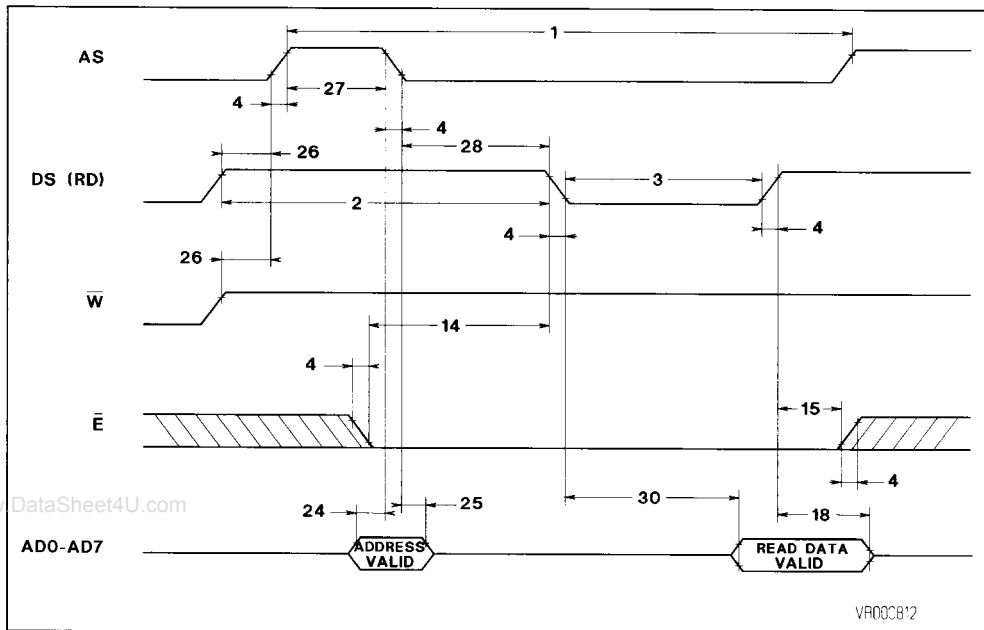 1
AS
27
4
4
28
26
DS (RD)
3
2
4
4
26
W̅
14
4
15
E̅
4
30
25
24
18
w.DataSheet4U.com
AD0-AD7
ADDRESS
VALID
READ DATA
VALID
VR00C812